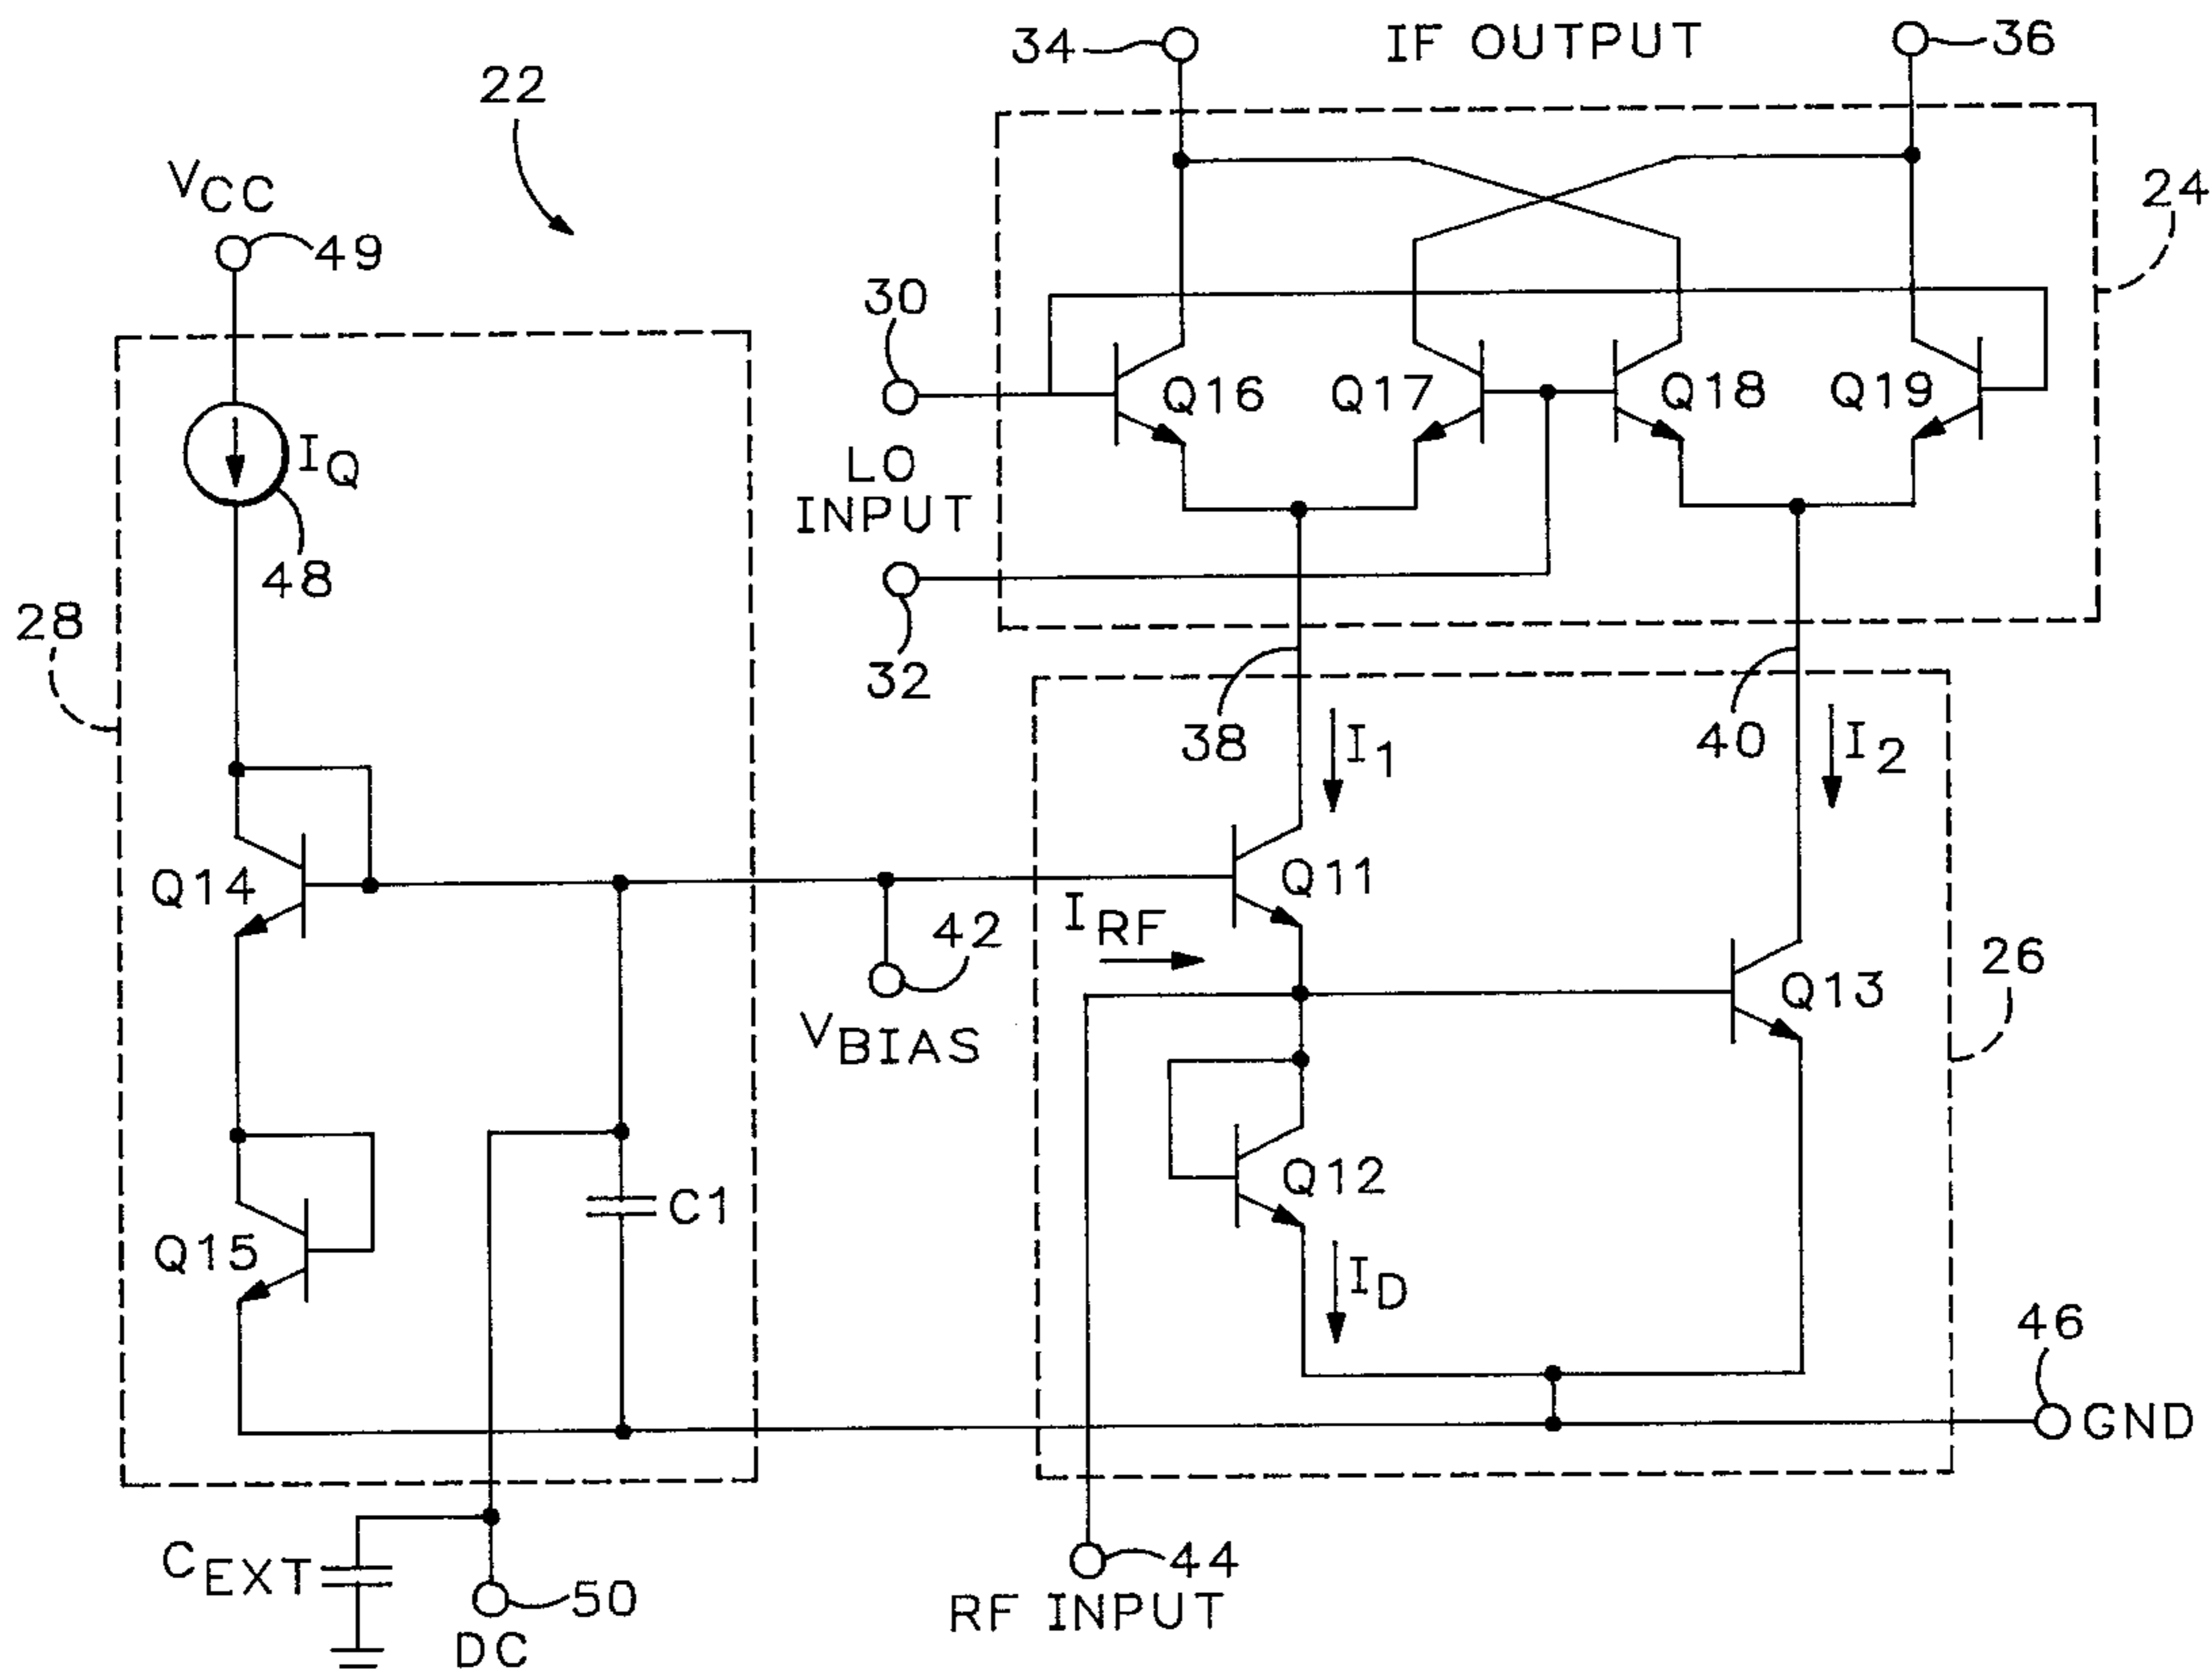 34
IF OUTPUT
36
22
VCC
49
24
30
IQ
Q16
Q17
Q18
Q19
LO
INPUT
48
28
32
38
I1
40
I2
Q14
Q11
IRF
42
VBIAS
Q13
26
Q12
C1
Q15
ID
46
GND
CEXT
50
DC
44
RF INPUT